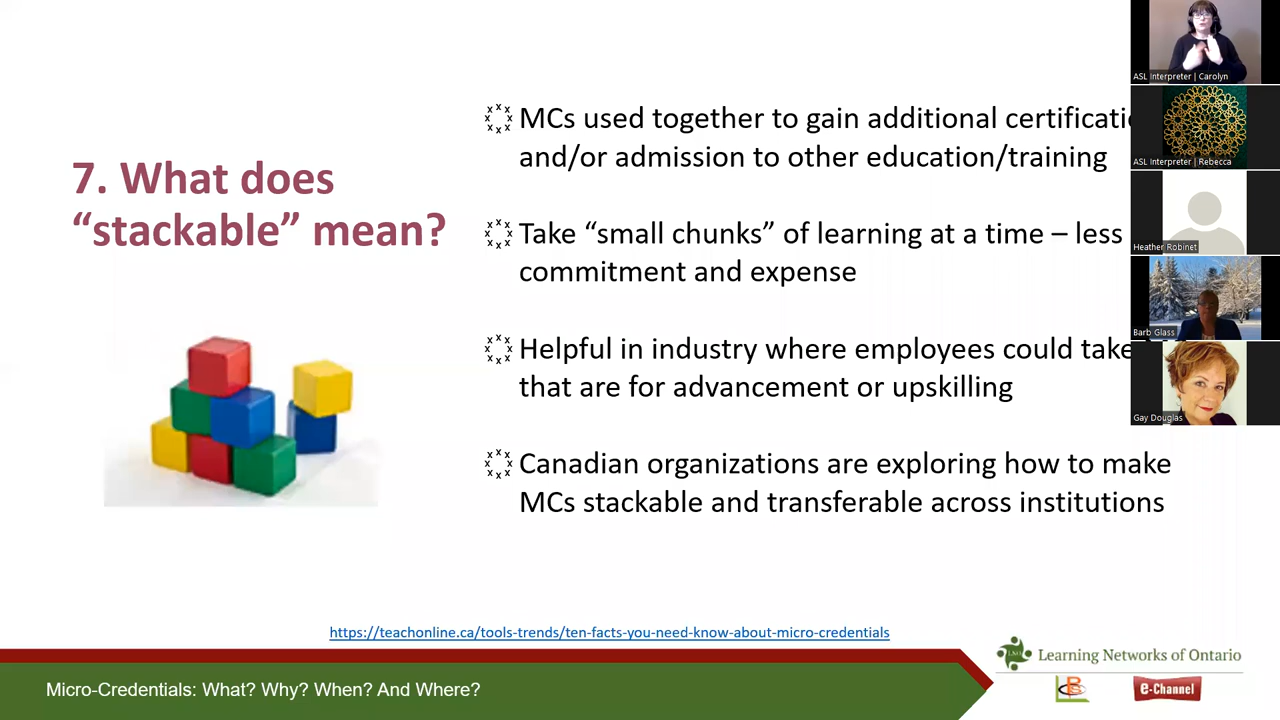 7. What does
“stackable” mean?
MCs used together to gain additional
and/or admission to other education/training
Take “small chunks” of learning at a time – less
commitment and expense
Helpful in industry where employees could take
that are for advancement or upskilling
Canadian organizations are exploring how to make
MCs stackable and transferable across institutions
https://teachonline.ca/tools-trends/ten-facts-you-need-know-about-micro-credentials
Micro-Credentials: What? Why? When? And Where?
Learning Networks of Ontario
e-Channel
ASL Interpreter | Carolyn
ASL Interpreter | Rebecca
Heather Robinet
Barb Glass
Gay Douglas